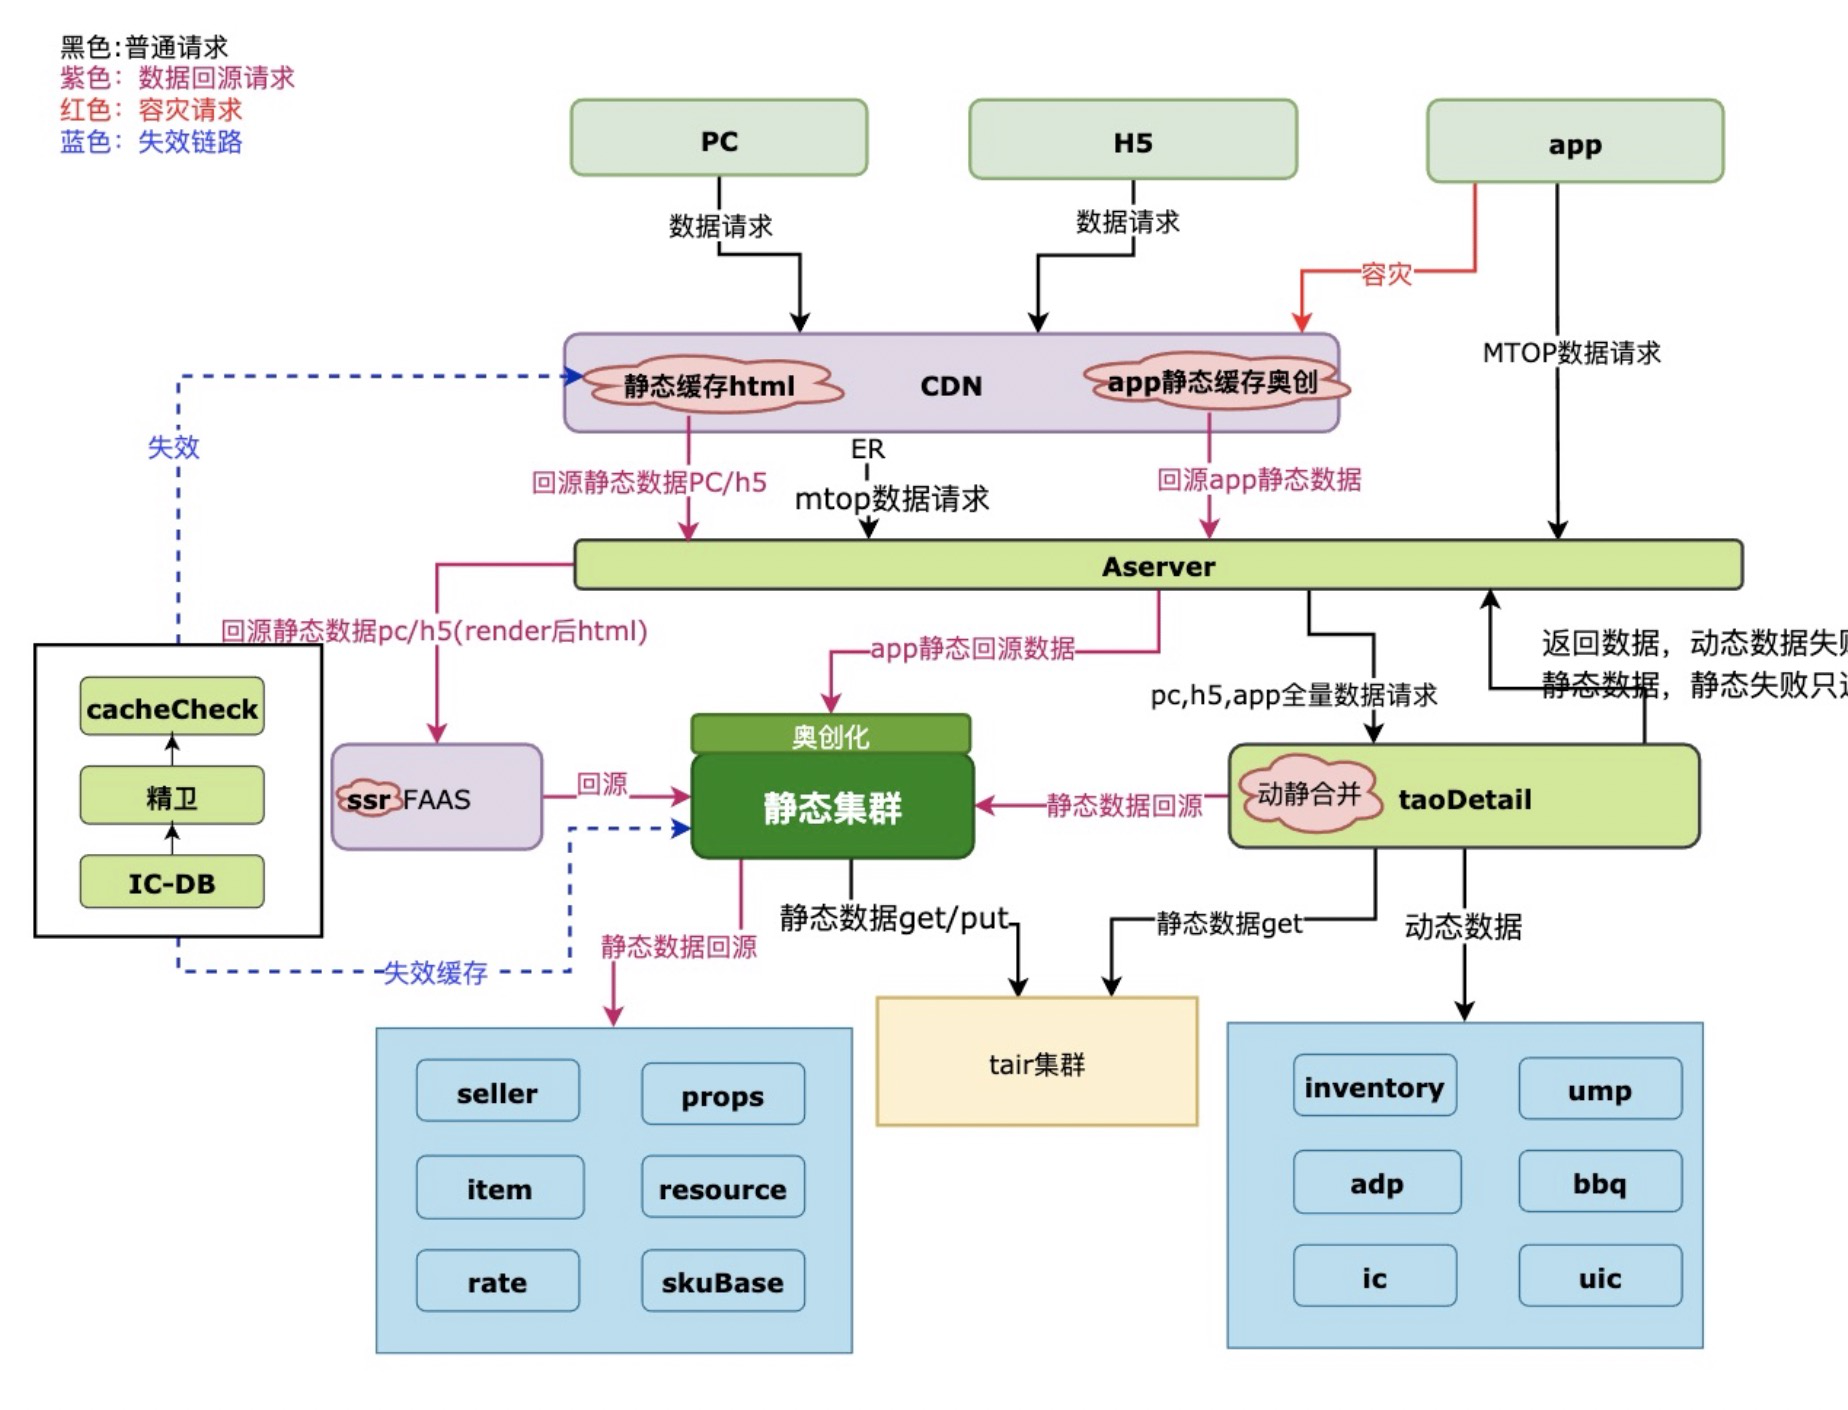 黑色:普通请求
紫色：数据回源请求
红色：容灾请求
蓝色：失效链路
PC
H5
app
数据请求
数据请求
容灾
MTOP数据请求
静态缓存html
CDN
app静态缓存奥创
失效
ER
回源静态数据PC/h5
mtop数据请求
回源app静态数据
Aserver
回源静态数据pc/h5(render后html)
app静态回源数据
返回数据，动态数据失
静态数据，静态失败只
pc,h5,app全量数据请求
cacheCheck
精卫
IC-DB
ssr
FAAS
回源
奥创化
静态集群
静态数据回源
动静合并
taoDetail
静态数据get/put
静态数据get
动态数据
静态数据回源
失效缓存
seller
props
item
resource
rate
skuBase
tair集群
inventory
ump
adp
bbq
ic
uic